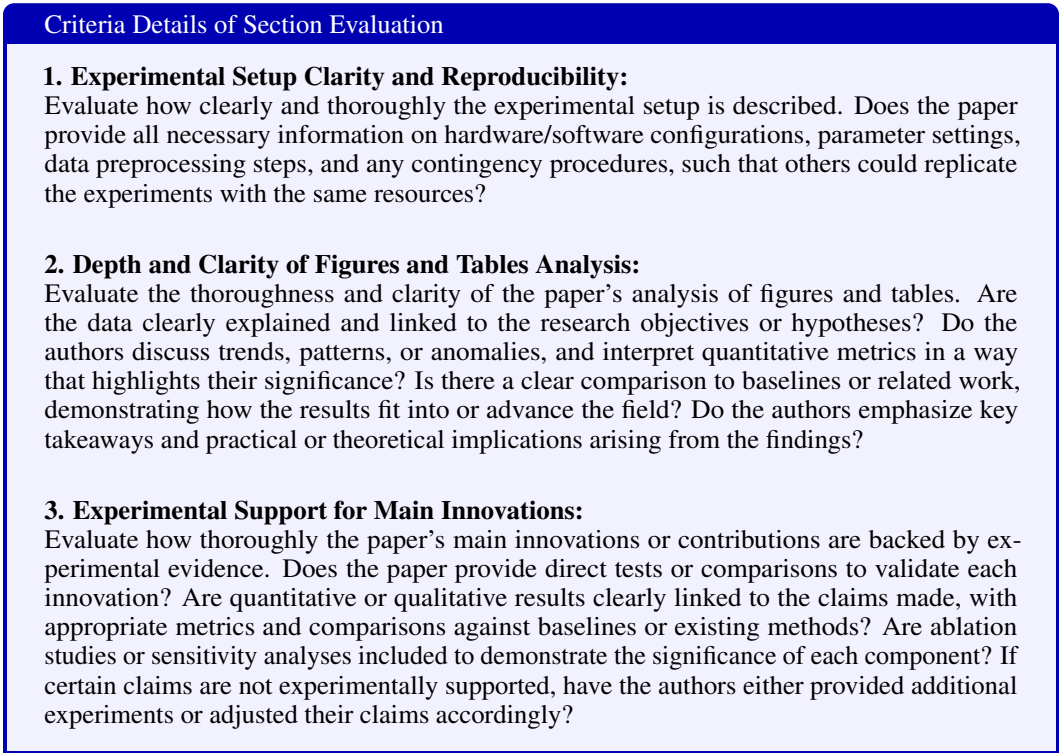 Criteria Details of Section Evaluation
1. Experimental Setup Clarity and Reproducibility:
Evaluate how clearly and thoroughly the experimental setup is described. Does the paper
provide all necessary information on hardware/software configurations, parameter settings,
data preprocessing steps, and any contingency procedures, such that others could replicate
the experiments with the same resources?
2. Depth and Clarity of Figures and Tables Analysis:
Evaluate the thoroughness and clarity of the paper's analysis of figures and tables. Are
the data clearly explained and linked to the research objectives or hypotheses? Do the
authors discuss trends, patterns, or anomalies, and interpret quantitative metrics in a way
that highlights their significance? Is there a clear comparison to baselines or related work,
demonstrating how the results fit into or advance the field? Do the authors emphasize key
takeaways and practical or theoretical implications arising from the findings?
3. Experimental Support for Main Innovations:
Evaluate how thoroughly the paper's main innovations or contributions are backed by ex-
perimental evidence. Does the paper provide direct tests or comparisons to validate each
innovation? Are quantitative or qualitative results clearly linked to the claims made, with
appropriate metrics and comparisons against baselines or existing methods? Are ablation
studies or sensitivity analyses included to demonstrate the significance of each component? If
certain claims are not experimentally supported, have the authors either provided additional
experiments or adjusted their claims accordingly?